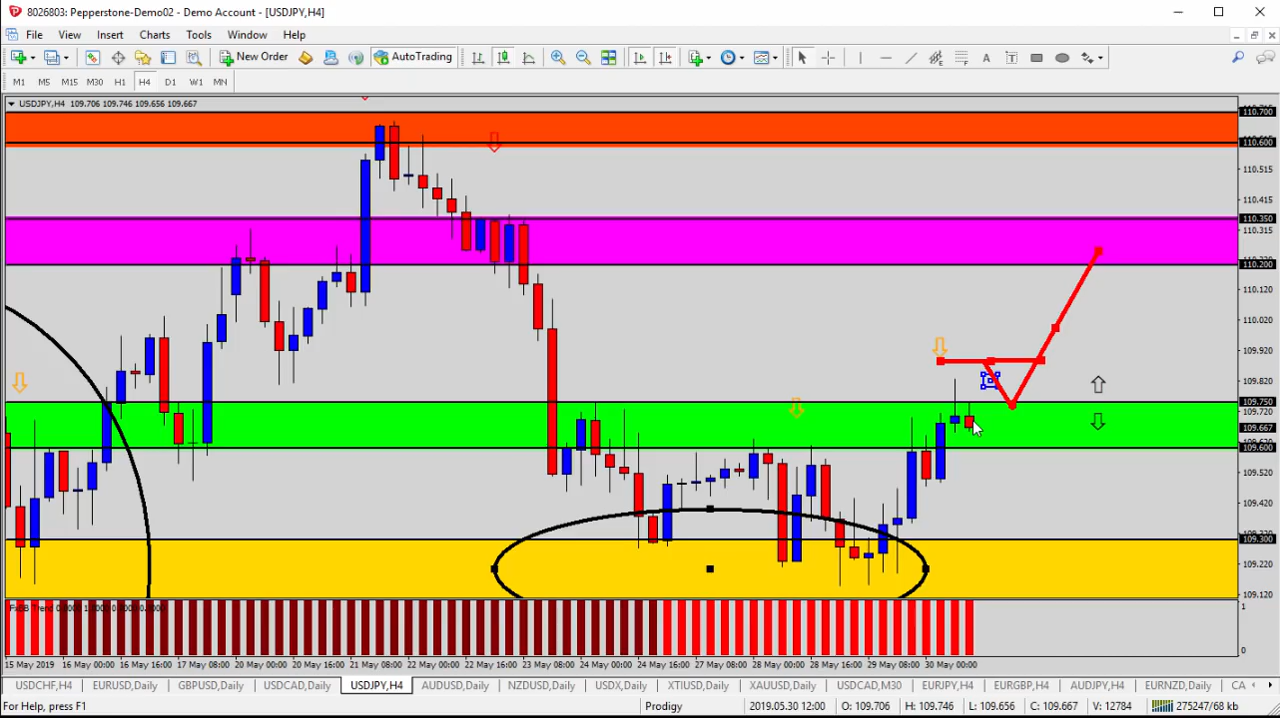 8026803: Pepperstone-Demo02 - Demo Account - [USDJPY,H4]
File View Insert Charts Tools Window Help
New Order AutoTrading
M1 M5 M15 M30 H1 H4 D1 W1 MN
USDJPY,H4 109.706 109.746 109.656 109.667
110.700
110.600
110.515
110.415
110.350
110.315
110.200
110.120
110.020
109.920
109.820
109.750
109.720
109.667
109.600
109.520
109.420
109.300
109.220
109.120
FxSB Trend
1
0
15 May 2019 16 May 00:00 16 May 16:00 17 May 08:00 20 May 00:00 20 May 16:00 21 May 08:00 22 May 00:00 22 May 16:00 23 May 08:00 24 May 00:00 24 May 16:00 27 May 08:00 28 May 00:00 28 May 16:00 29 May 08:00 30 May 00:00
USDCHF,H4 EURUSD,Daily GBPUSD,Daily USDCAD,Daily USDJPY,H4 AUDUSD,Daily NZDUSD,Daily USDX,Daily XTIUSD,Daily XAUUSD,Daily USDCAD,M30 EURJPY,H4 EURGBP,H4 AUDJPY,H4 EURNZD,Daily CA
For Help, press F1 Prodigy 2019.05.30 12:00 O: 109.706 H: 109.746 L: 109.656 C: 109.667 V: 12784 275247/68 kb